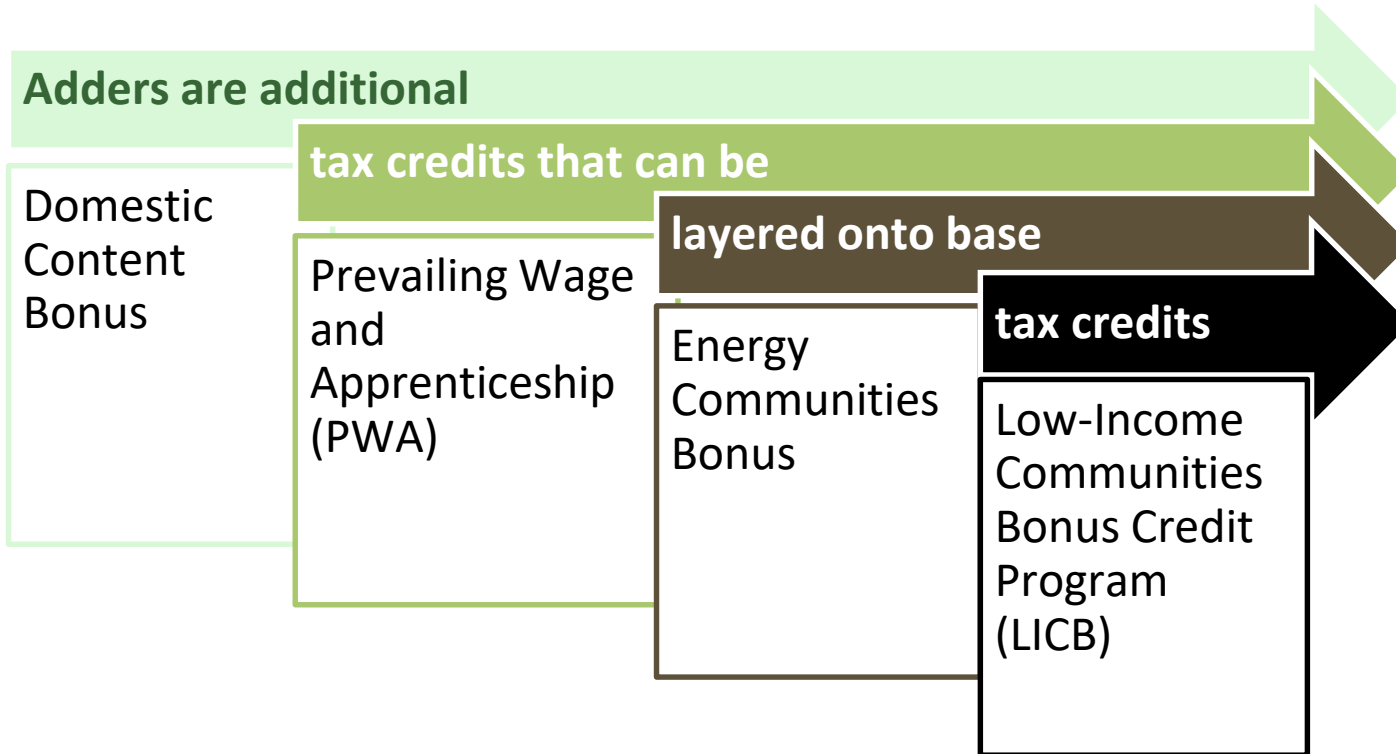 Adders are additional
tax credits that can be
layered onto base
tax credits
Domestic
Content
Bonus
Prevailing Wage
and
Apprenticeship
(PWA)
Energy
Communities
Bonus
Low-Income
Communities
Bonus Credit
Program
(LICB)